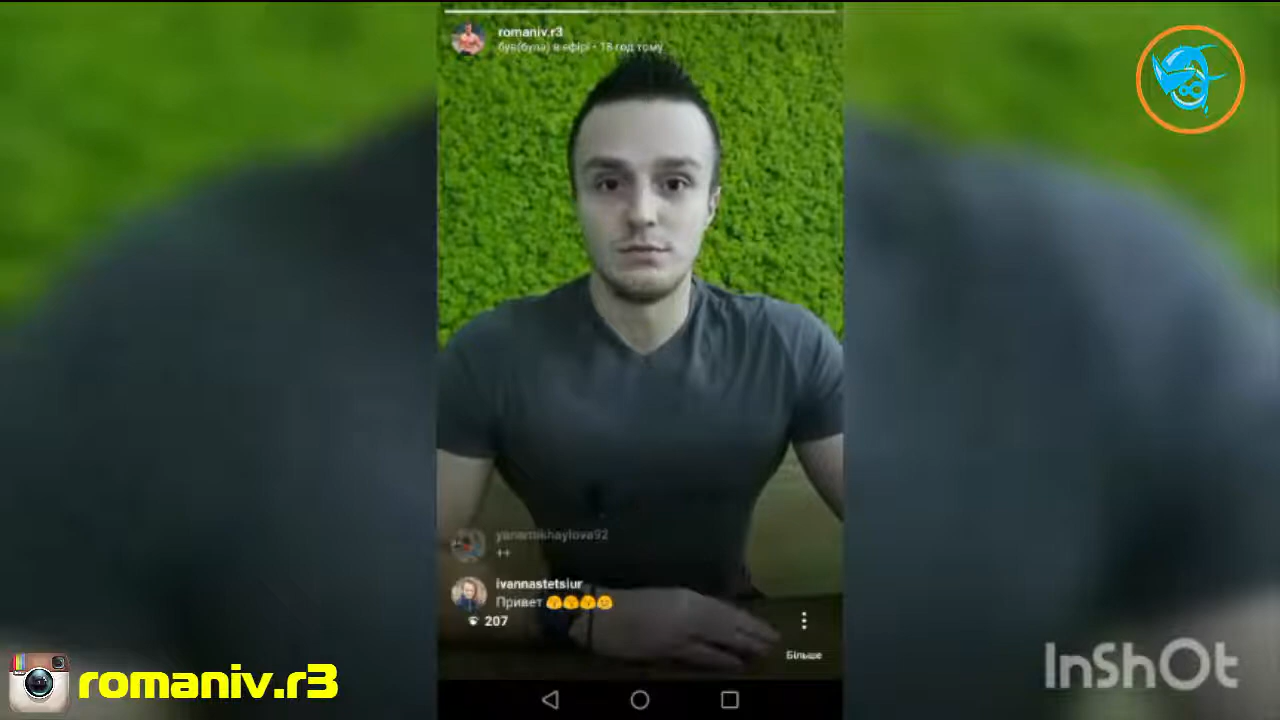 romaniv.r3
був(була) в ефірі • 18 год тому
yanamikhaylova92
++
ivannastetsiur
Привет
207
Більше
romaniv.r3
InShOt